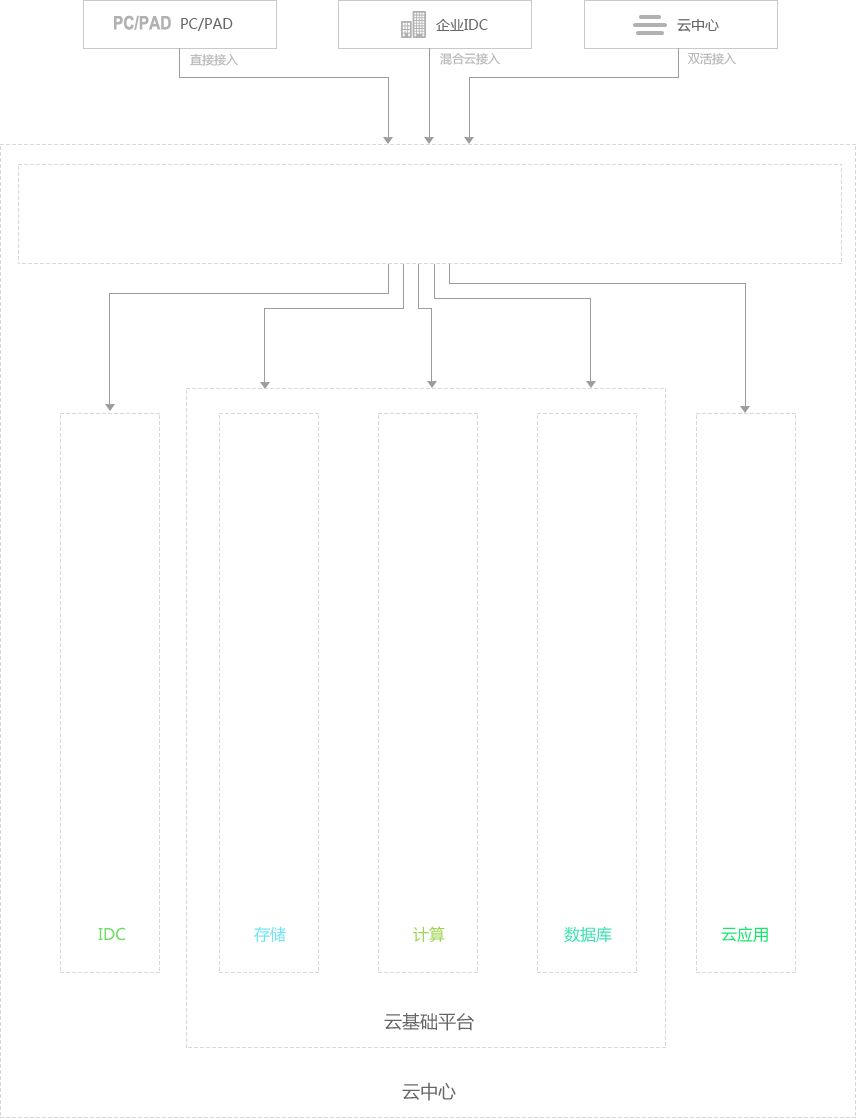 PC/PAD PC/PAD
企业IDC
云中心
直接接入
混合云接入
双活接入
IDC
存储
计算
数据库
云应用
云基础平台
云中心